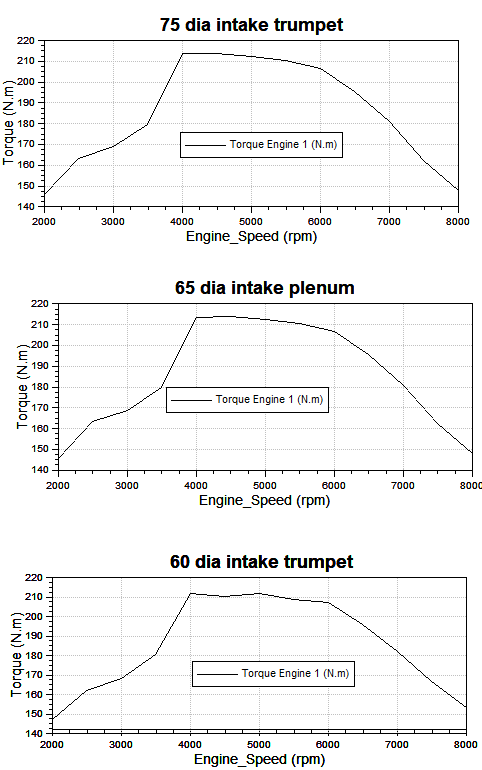 75 dia intake trumpet
220
210
200
190
180
170
160
150
140
Torque (N.m)
Torque Engine 1 (N.m)
2000 3000 4000 5000 6000 7000 8000
Engine_Speed (rpm)
65 dia intake plenum
220
210
200
190
180
170
160
150
140
Torque (N.m)
Torque Engine 1 (N.m)
2000 3000 4000 5000 6000 7000 8000
Engine_Speed (rpm)
60 dia intake trumpet
220
210
200
190
180
170
160
150
140
Torque (N.m)
Torque Engine 1 (N.m)
2000 3000 4000 5000 6000 7000 8000
Engine_Speed (rpm)